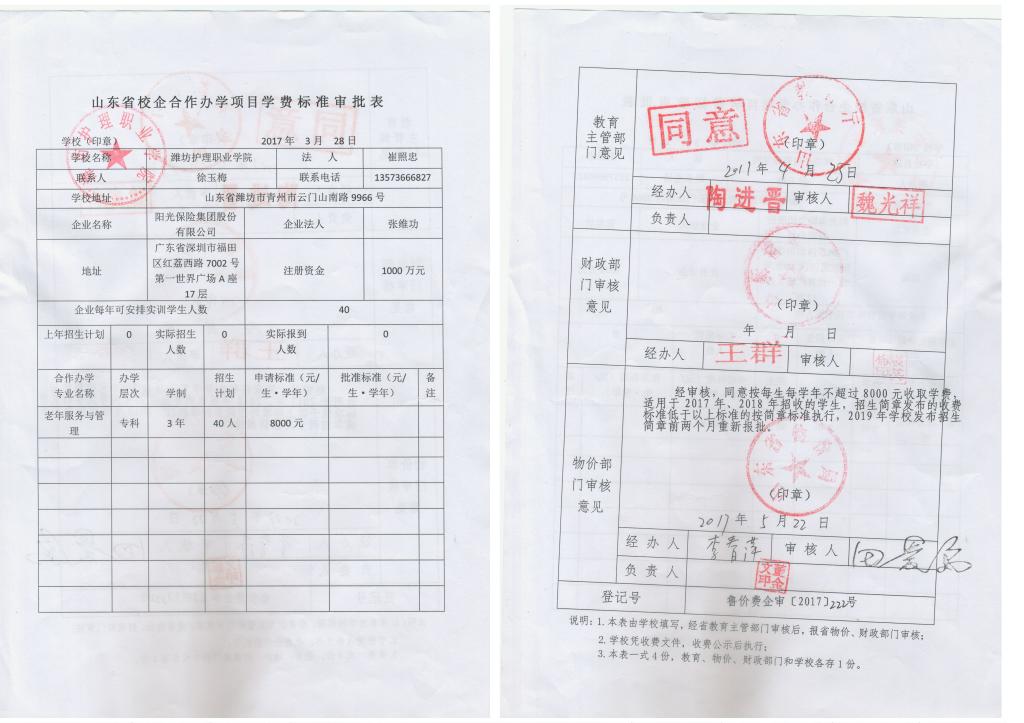 山东省校企合作办学项目学费标准审批表
学校（印章） 2017 年 3 月 28 日
学校名称 潍坊护理职业学院 法 人 崔照忠
联系人 徐玉梅 联系电话 13573666827
学校地址 山东省潍坊市青州市云门山南路 9966 号
企业名称 阳光保险集团股份有限公司 企业法人 张维功
地址 广东省深圳市福田区红荔西路 7002 号第一世界广场 A 座 17 层 注册资金 1000 万元
企业每年可安排实训学生人数 40
上年招生计划 0 实际招生人数 0 实际报到人数 0
合作办学专业名称 办学层次 学制 招生计划 申请标准（元/生·学年） 批准标准（元/生·学年） 备注
老年服务与管理 专科 3 年 40 人 8000 元
教育主管部门意见
同意
（印章）
2017 年 4 月 25 日
经办人 陶进晋 审核人 魏光祥
负责人
财政部门审核意见
（印章）
年 月 日
经办人 王群 审核人
物价部门审核意见
经审核，同意按每生每学年不超过 8000 元收取学费，
适用于 2017 年、2018 年招收的学生，招生简章发布的收费
标准低于以上标准的按简章标准执行，2019 年学校发布招生
简章前两个月重新报批。
（印章）
2017 年 5 月 22 日
经 办 人 审 核 人
负 责 人
登记号 鲁价费企审〔2017〕222号
说明：1. 本表由学校填写，经省教育主管部门审核后，报省物价、财政部门审核；
2. 学校凭收费文件，收费公示后执行；
3. 本表一式 4 份，教育、物价、财政部门和学校各存 1 份。